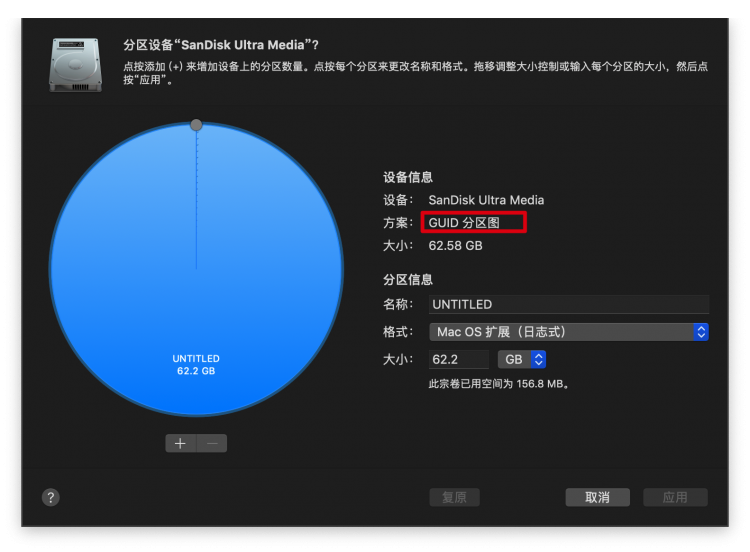 分区设备“SanDisk Ultra Media”?
点按添加 (+) 来增加设备上的分区数量。点按每个分区来更改名称和格式。拖移调整大小控制或输入每个分区的大小，然后点
按“应用”。
UNTITLED
62.2 GB
+ −
设备信息
设备： SanDisk Ultra Media
方案： GUID 分区图
大小： 62.58 GB
分区信息
名称： UNTITLED
格式： Mac OS 扩展（日志式）
大小： 62.2 GB
此宗卷已用空间为 156.8 MB。
? 复原 取消 应用